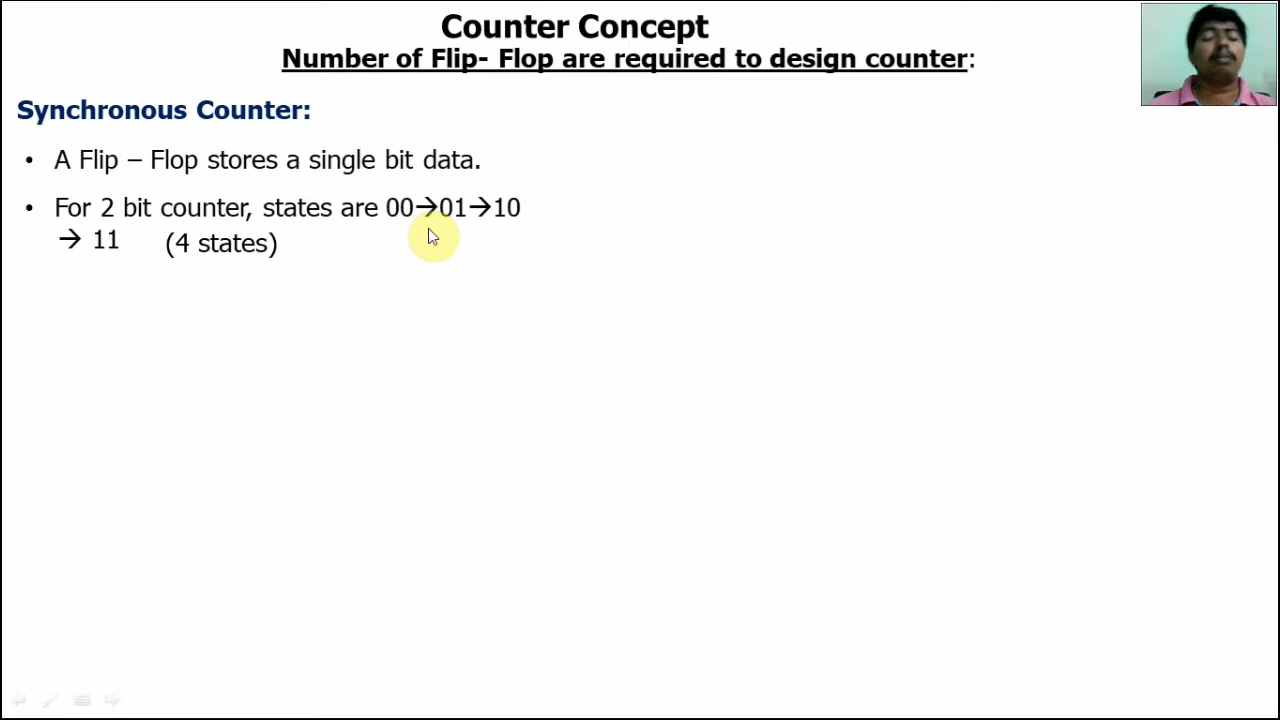 Counter Concept
Number of Flip- Flop are required to design counter:
Synchronous Counter:
• A Flip – Flop stores a single bit data.
• For 2 bit counter, states are 00→01→10
→ 11 (4 states)